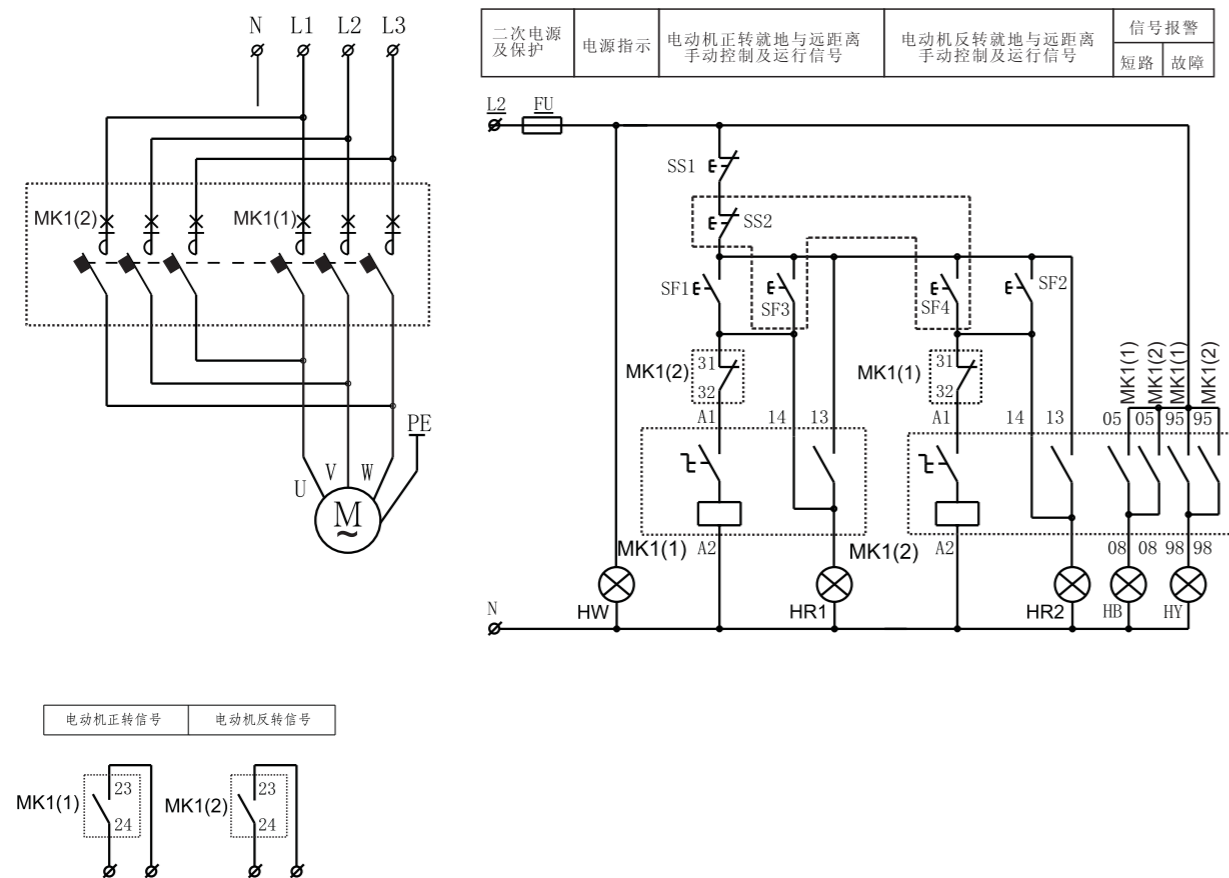 N L1 L2 L3
MK1(2) MK1(1)
PE
U V W
M
~
二次电源
及保护
电源指示
电动机正转就地与远距离
手动控制及运行信号
电动机反转就地与远距离
手动控制及运行信号
信号报警
短路 故障
L2 FU
SS1
SS2
SF1 SF3 SF4 SF2
MK1(2) 31
32
MK1(1) 31
32
MK1(1) MK1(2) MK1(1) MK1(2)
A1 14 13 A1 14 13 05 05 95 95
MK1(1) A2 MK1(2) A2 08 08 98 98
HW HR1 HR2 HB HY
N
电动机正转信号 电动机反转信号
MK1(1) 23
24
MK1(2) 23
24